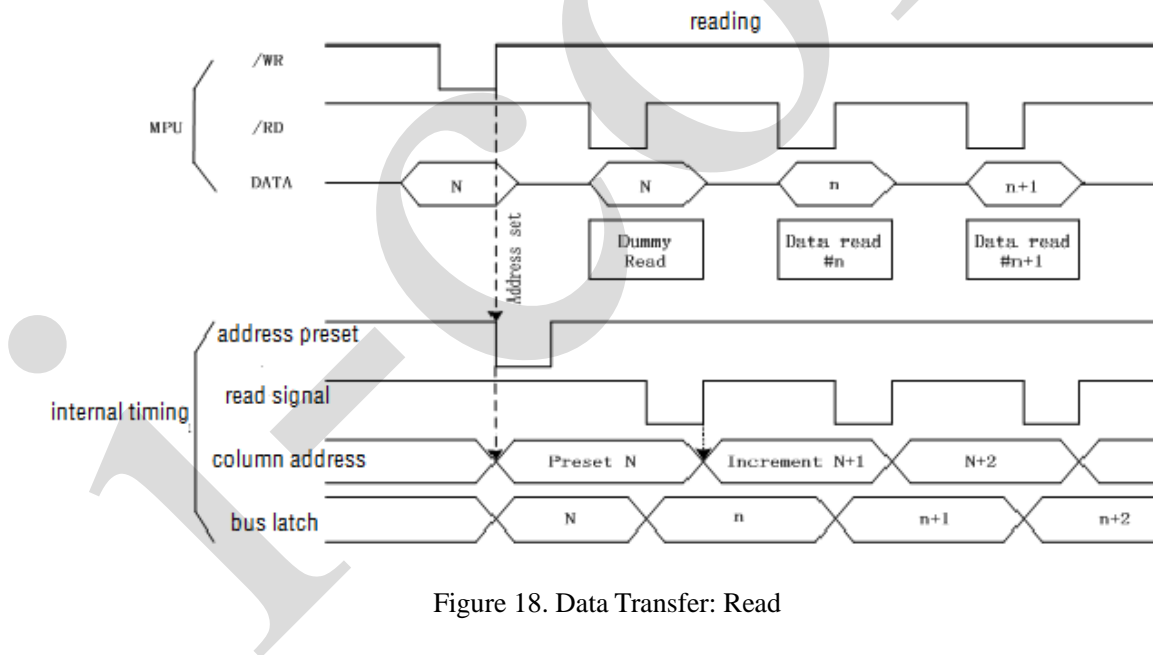 reading
/WR
MPU
/RD
DATA
N
N
n
n+1
Address set
Dummy
Read
Data read
#n
Data read
#n+1
address preset
read signal
internal timing
column address
Preset N
Increment N+1
N+2
bus latch
N
n
n+1
n+2
Figure 18. Data Transfer: Read